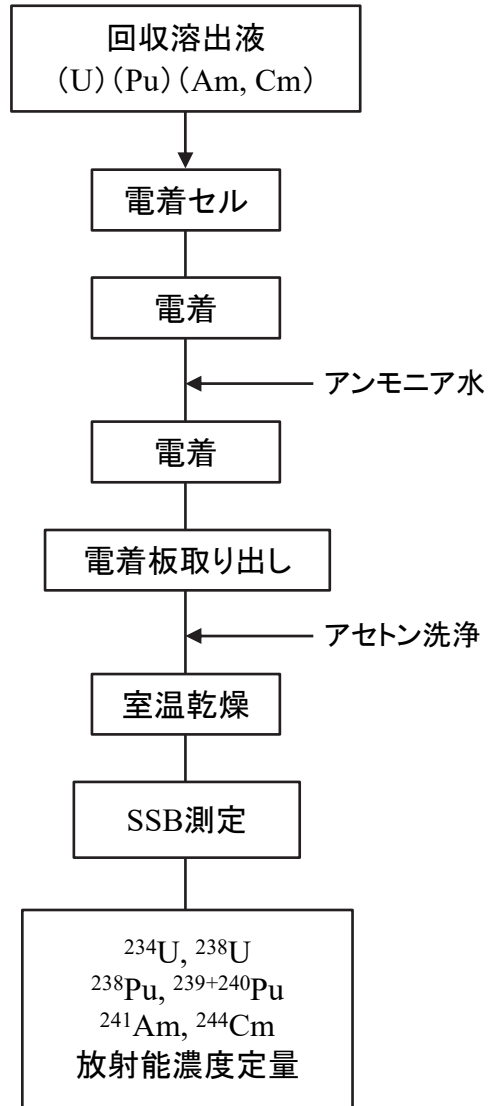 回収溶出液
(U)(Pu)(Am, Cm)
電着セル
電着
アンモニア水
電着
電着板取り出し
アセトン洗浄
室温乾燥
SSB測定
²³⁴U, ²³⁸U
²³⁸Pu, ²³⁹⁺²⁴⁰Pu
²⁴¹Am, ²⁴⁴Cm
放射能濃度定量